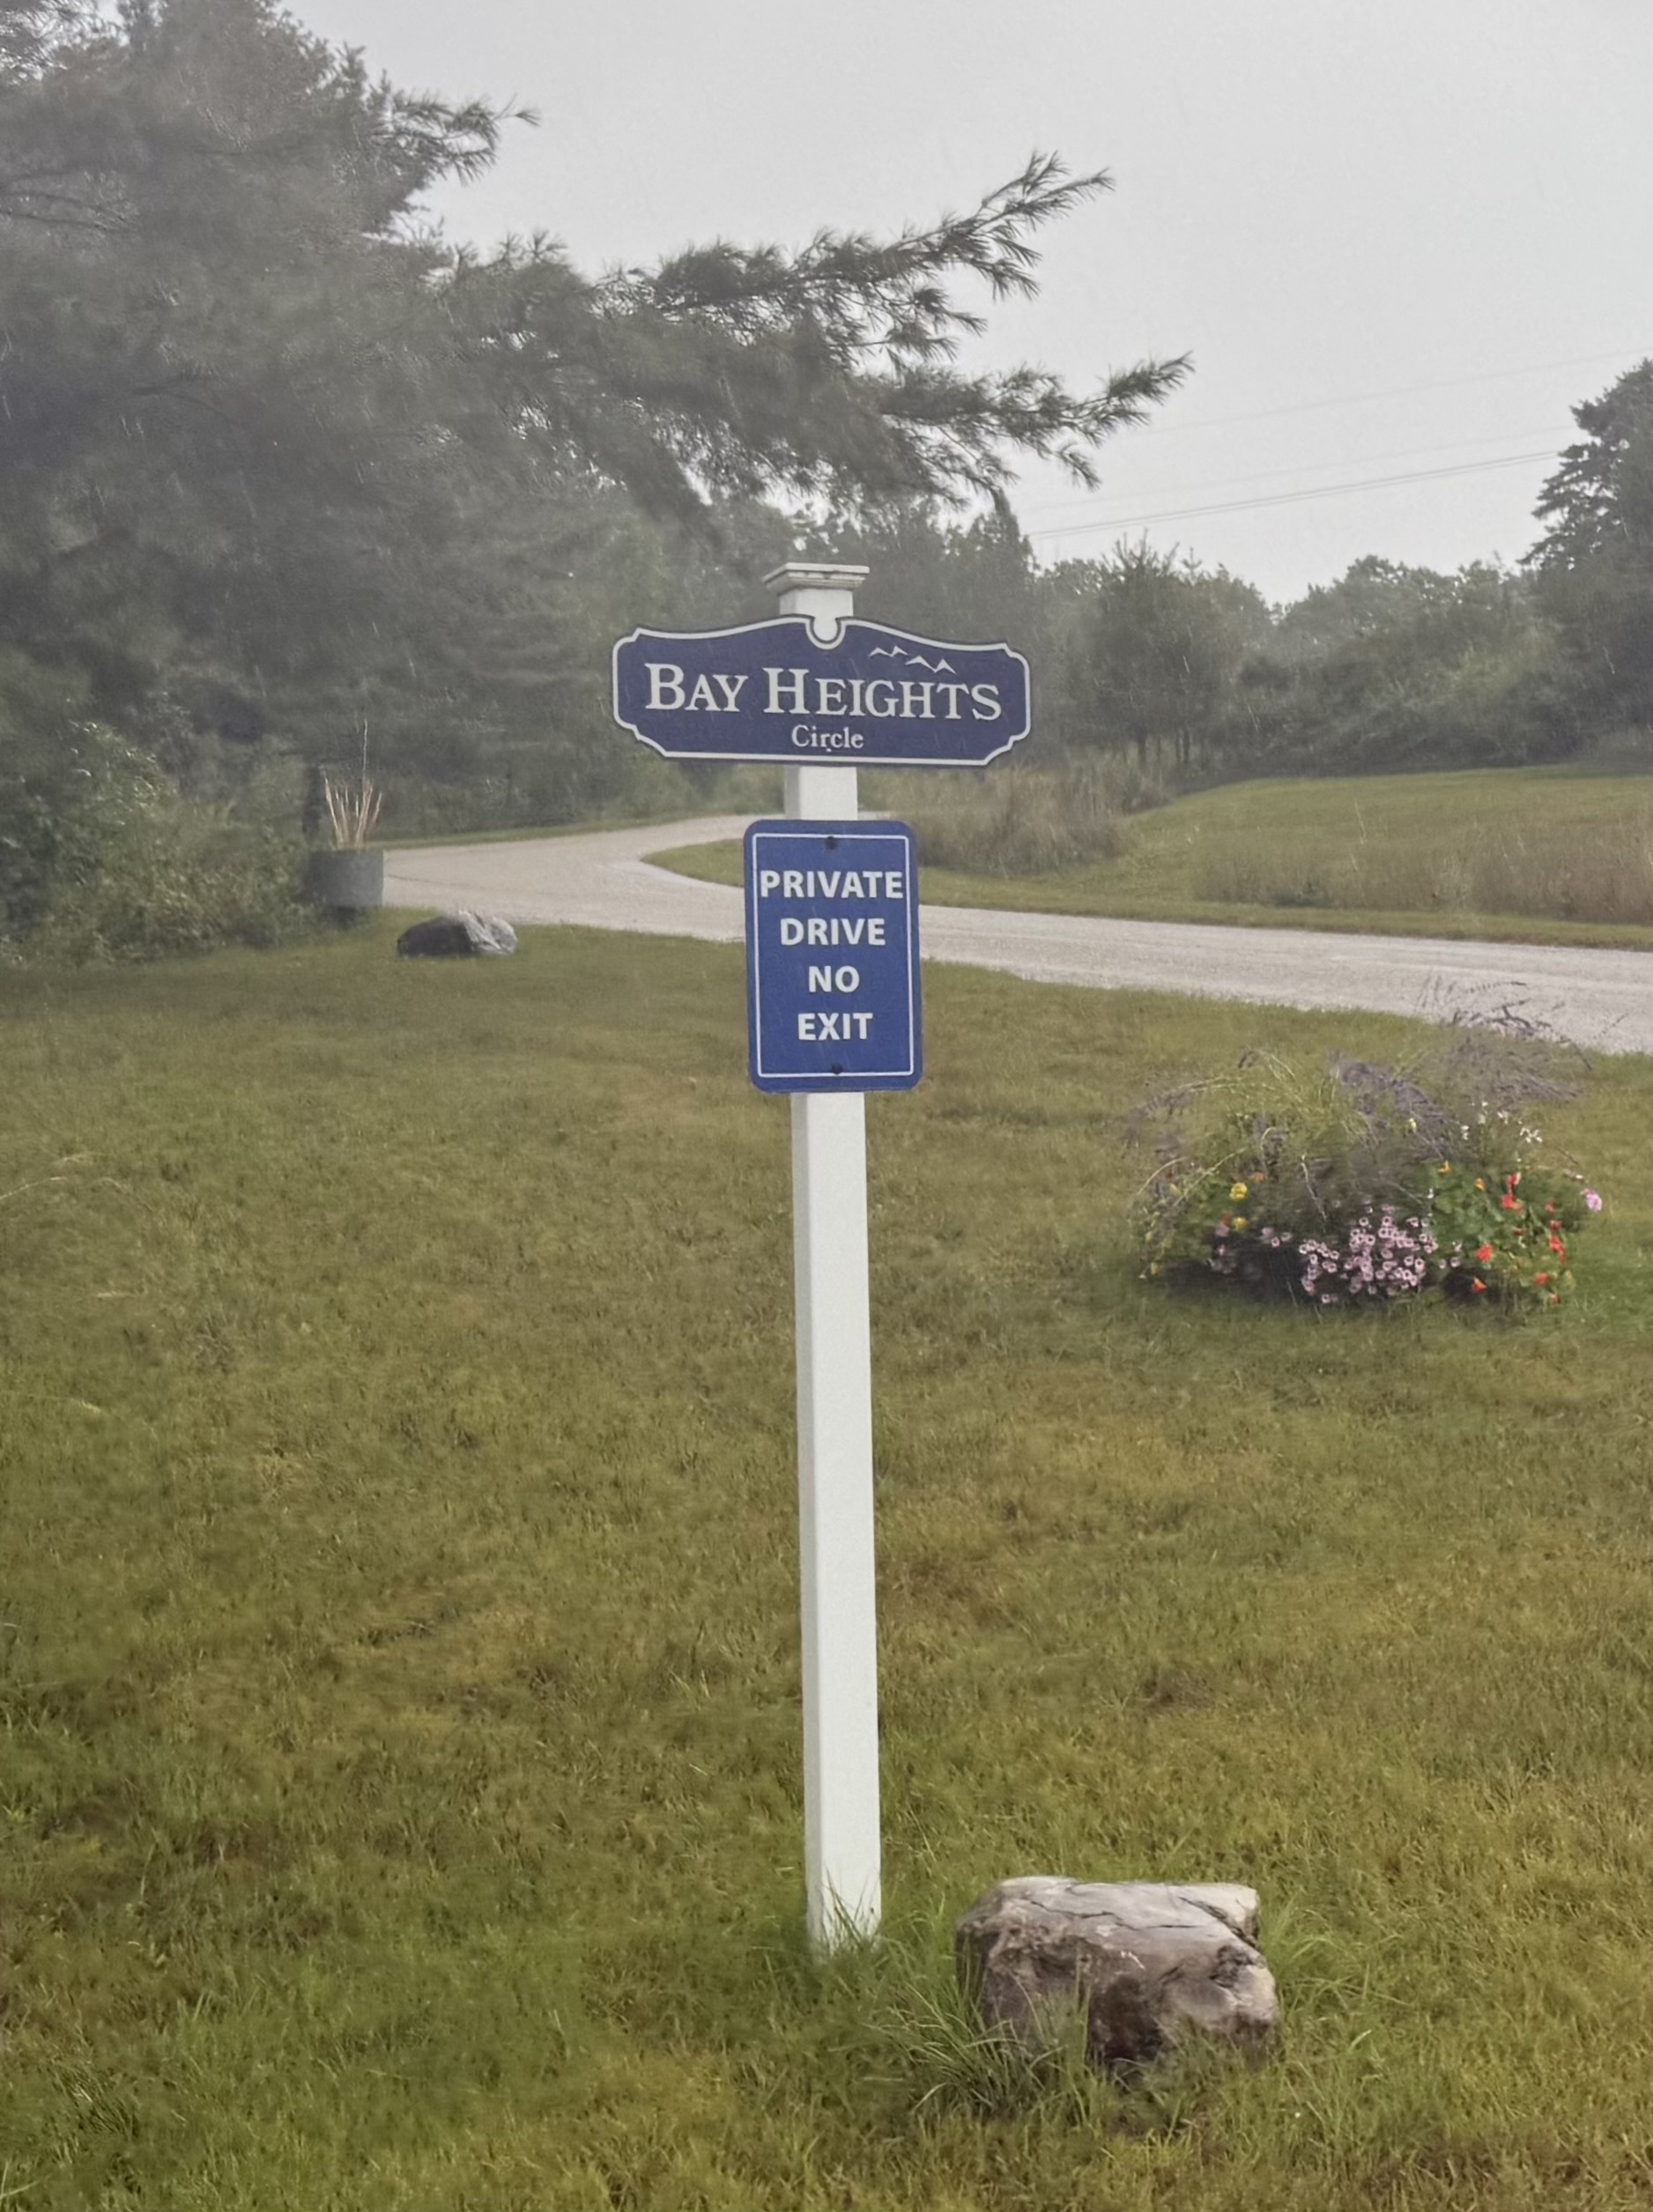 BAY HEIGHTS
Circle
PRIVATE
DRIVE
NO
EXIT